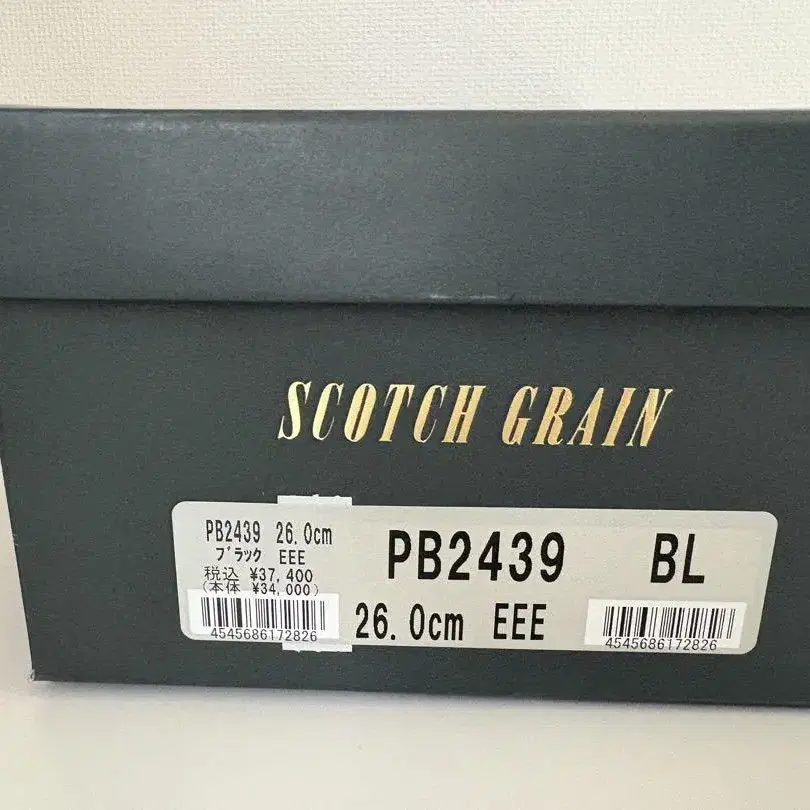 SCOTCH GRAIN
PB2439 26.0cm
ブラック EEE
税込 ¥37,400
(本体 ¥34,000)
4545686172826
PB2439 BL
26.0cm EEE
4545686172826